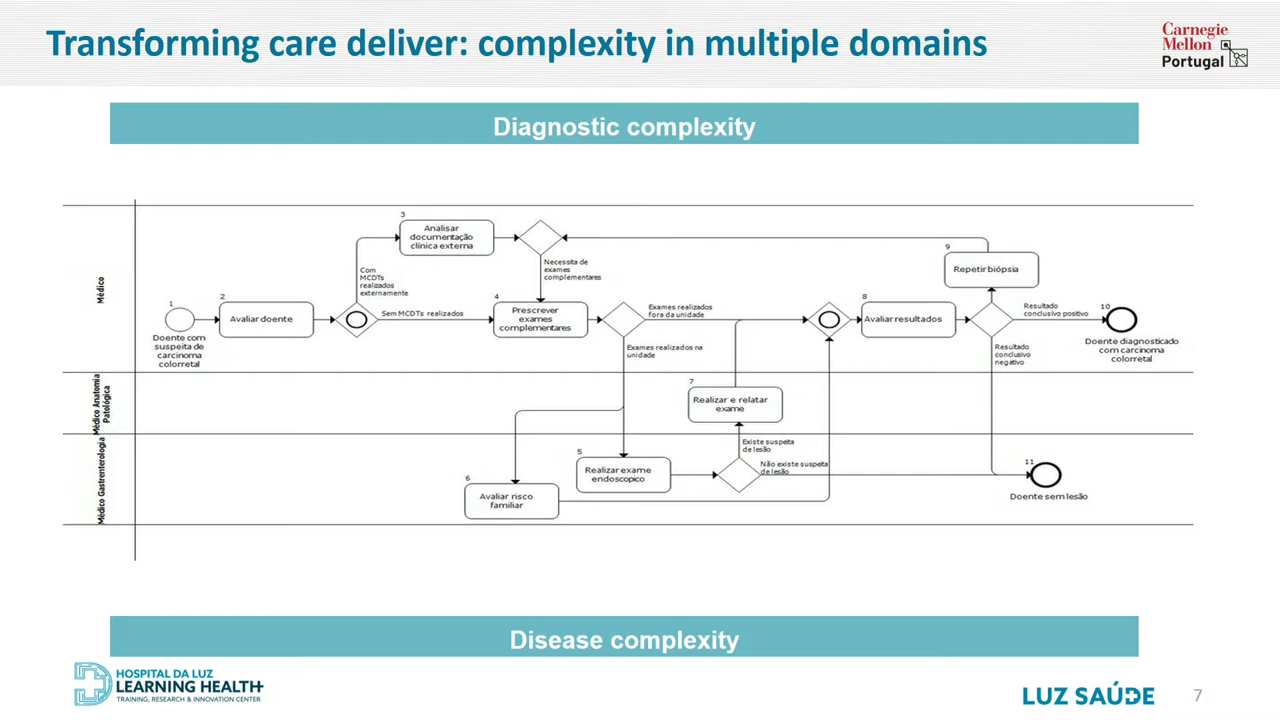 Transforming care deliver: complexity in multiple domains
Carnegie
Mellon
Portugal
Diagnostic complexity
Médico
1
Doente com
suspeita de
carcinoma
colorretal
2
Avaliar doente
Com
MCDTs
realizados
externamente
Sem MCDTs realizados
3
Analisar
documentação
clínica externa
Necessita de
exames
complementares
4
Prescrever
exames
complementares
Exames realizados
fora da unidade
Exames realizados na
unidade
8
Avaliar resultados
9
Repetir biópsia
Resultado
conclusivo positivo
Resultado
conclusivo
negativo
10
Doente diagnosticado
com carcinoma
colorretal
Médico Anatomia
Patológica
7
Realizar e relatar
exame
Médico Gastrenterologia
5
Realizar exame
endoscopico
Existe suspeita
de lesão
Não existe suspeita
de lesão
6
Avaliar risco
familiar
11
Doente sem lesão
Disease complexity
HOSPITAL DA LUZ
LEARNING HEALTH+
TRAINING, RESEARCH & INNOVATION CENTER
LUZ SAÚDE
7